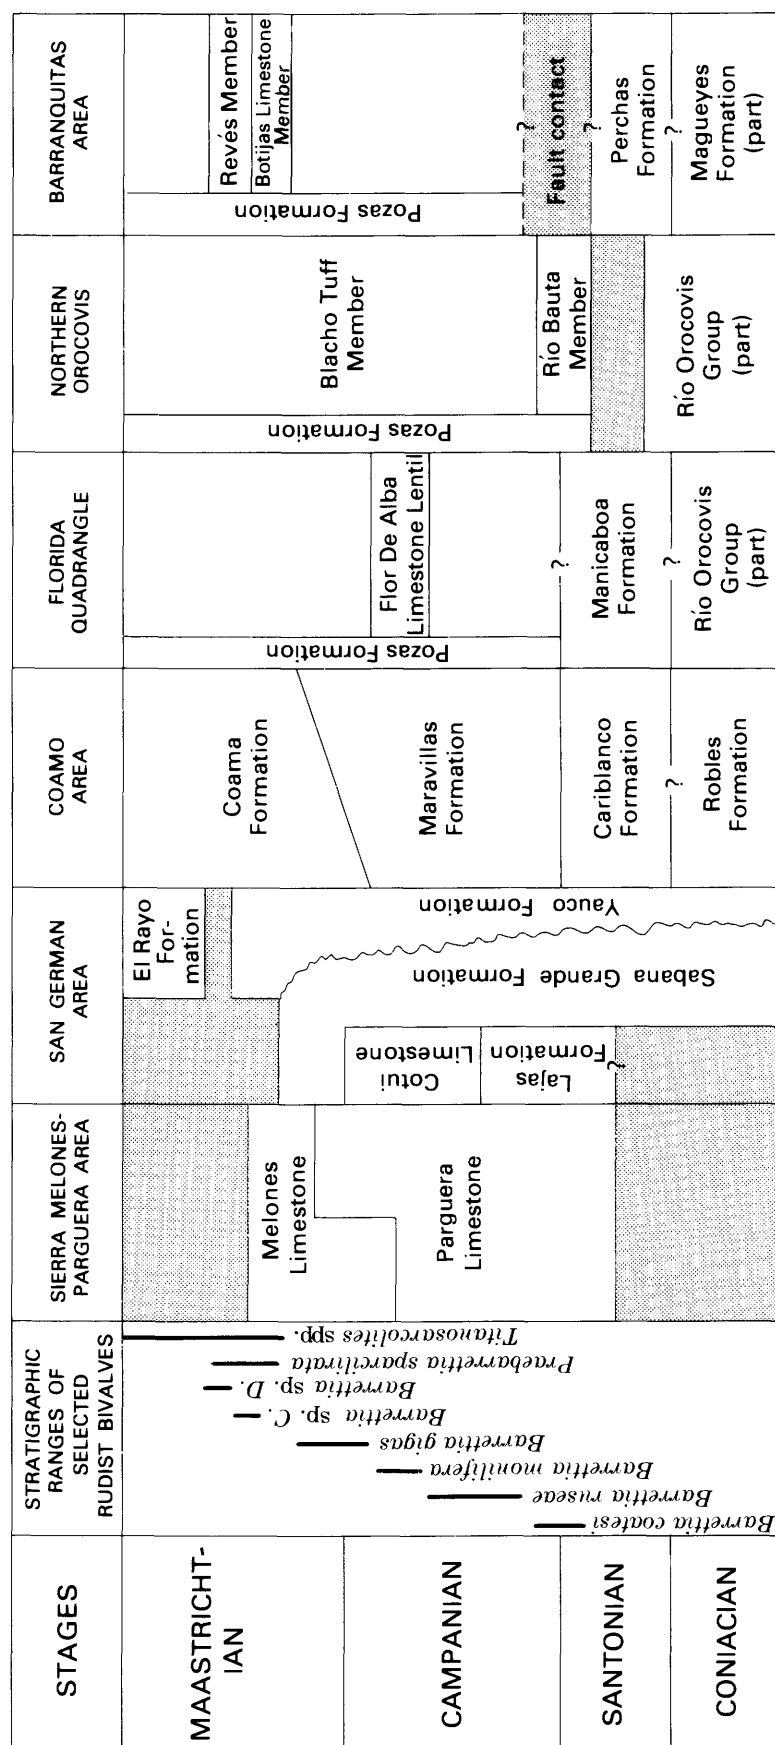 STAGES
STRATIGRAPHIC
RANGES OF
SELECTED
RUDIST BIVALVES
SIERRA MELONES-
PARGUERA AREA
SAN GERMAN
AREA
COAMO
AREA
FLORIDA
QUADRANGLE
NORTHERN
OROCOVIS
BARRANQUITAS
AREA
MAASTRICHT-
IAN
CAMPANIAN
SANTONIAN
CONIACIAN
Barrettia coatesi
Barrettia ruseae
Barrettia monilifera
Barrettia gigas
Barrettia sp. C.
Barrettia sp. D.
Praebarrettia sparcilirata
Titanosarcolites spp.
Melones
Limestone
Parguera
Limestone
El Rayo
For-
mation
Cotui
Limestone
Lajas
Formation
?
Sabana Grande Formation
Yauco Formation
Coama
Formation
Maravillas
Formation
Cariblanco
Formation
?
Robles
Formation
Pozas Formation
Flor De Alba
Limestone Lentil
?
Manicaboa
Formation
?
Río Orocovis
Group
(part)
Pozas Formation
Blacho Tuff
Member
Río Bauta
Member
Río Orocovis
Group
(part)
Pozas Formation
Revés Member
Botijas Limestone
Member
?
Fault contact
?
Perchas
Formation
?
Magueyes
Formation
(part)